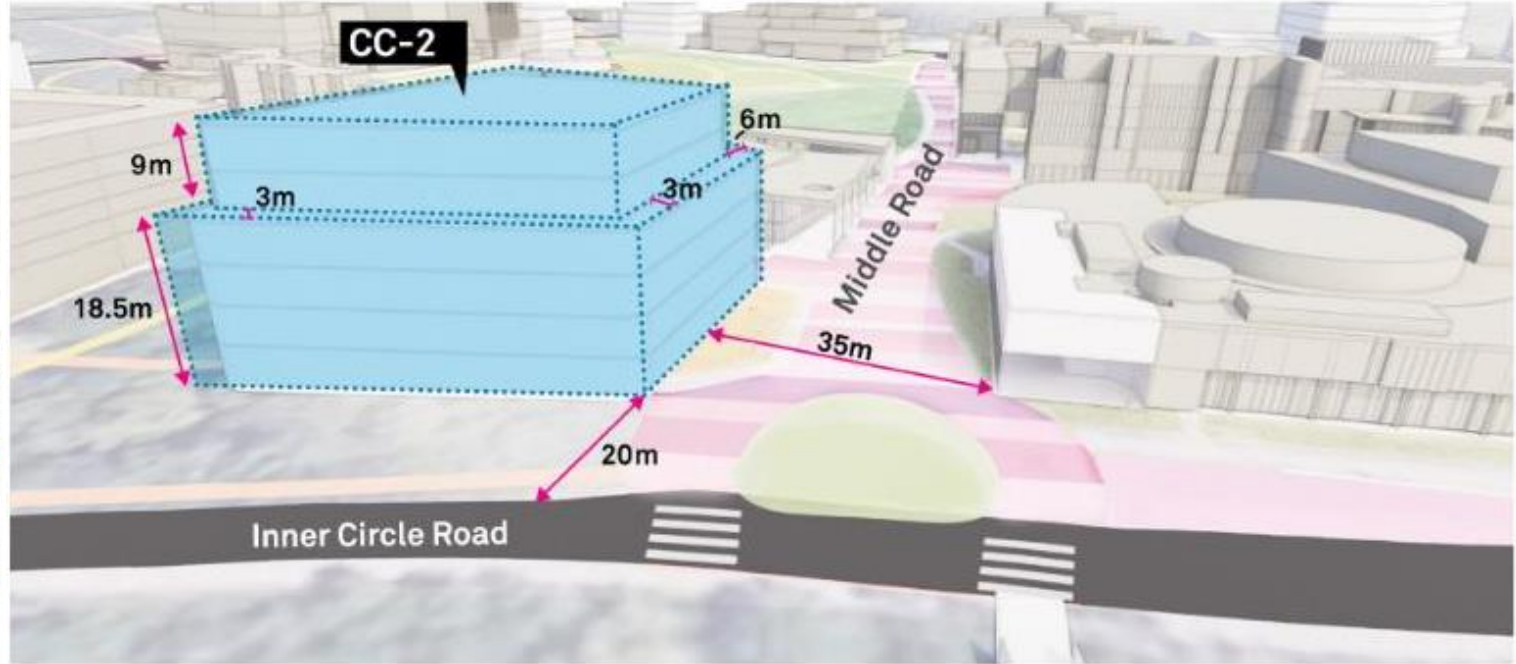 CC-2
6m
9m
3m
3m
18.5m
Middle Road
35m
20m
Inner Circle Road